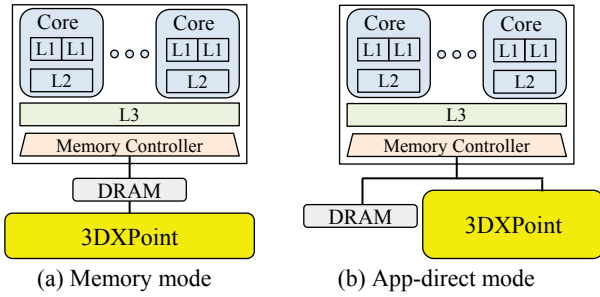 Core Core
L1 L1 L1 L1
L2 L2
L3
Memory Controller
DRAM
3DXPoint
(a) Memory mode
Core Core
L1 L1 L1 L1
L2 L2
L3
Memory Controller
DRAM
3DXPoint
(b) App-direct mode